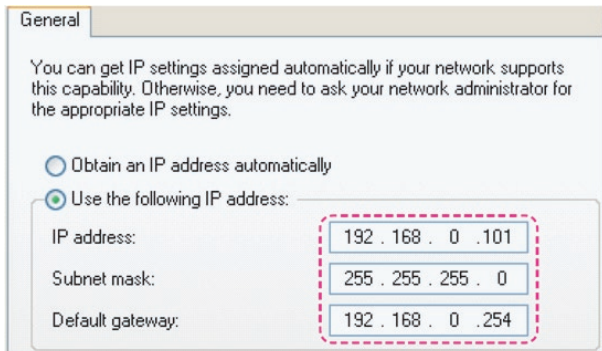 General
You can get IP settings assigned automatically if your network supports
this capability. Otherwise, you need to ask your network administrator for
the appropriate IP settings.
Obtain an IP address automatically
Use the following IP address:
IP address: 192 . 168 . 0 .101
Subnet mask: 255 . 255 . 255 . 0
Default gateway: 192 . 168 . 0 .254